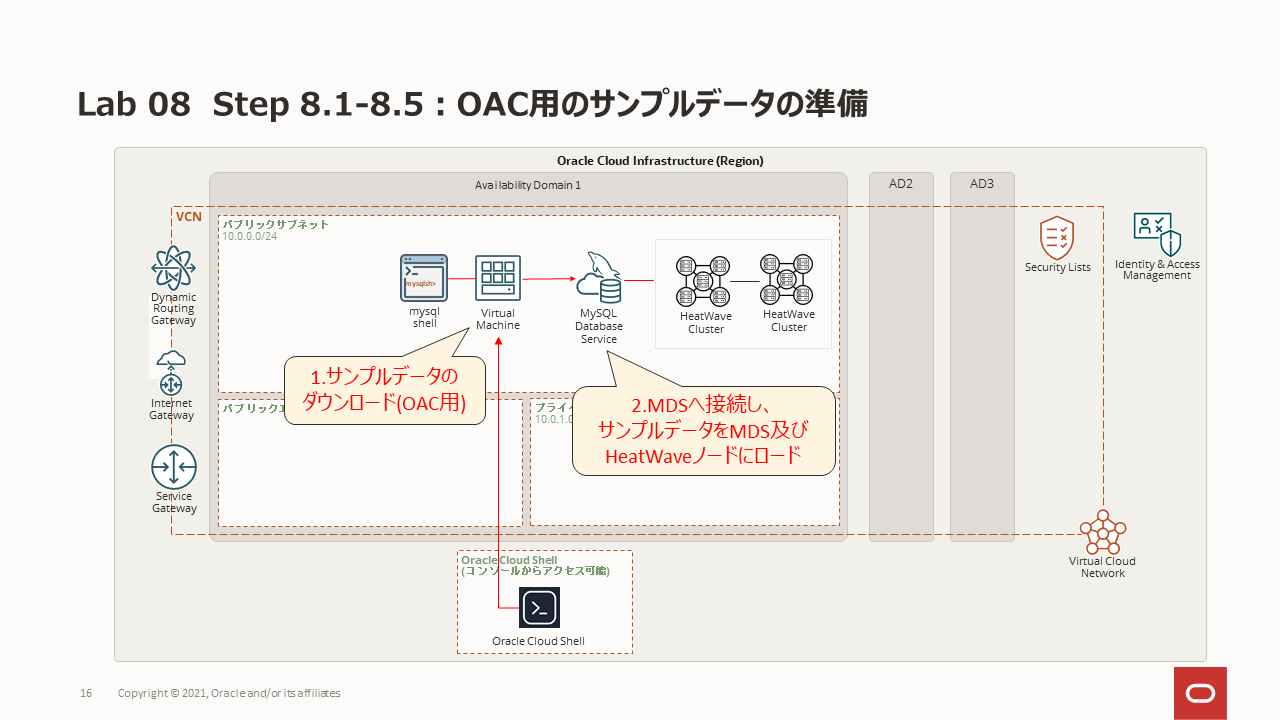 Lab 08 Step 8.1-8.5 : OAC用のサンプルデータの準備
Oracle Cloud Infrastructure (Region)
Availability Domain 1
AD2
AD3
VCN
パブリックサブネット
10.0.0.0/24
Dynamic
Routing
Gateway
Internet
Gateway
Service
Gateway
mysqlsh>
mysql
shell
Virtual
Machine
MySQL
Database
Service
HeatWave
Cluster
HeatWave
Cluster
Security Lists
Identity & Access
Management
1.サンプルデータの
ダウンロード(OAC用)
2.MDSへ接続し、
サンプルデータをMDS及び
HeatWaveノードにロード
パブリック
プライ
10.0.1.0
Virtual Cloud
Network
Oracle Cloud Shell
(コンソールからアクセス可能)
Oracle Cloud Shell
16
Copyright © 2021, Oracle and/or its affiliates